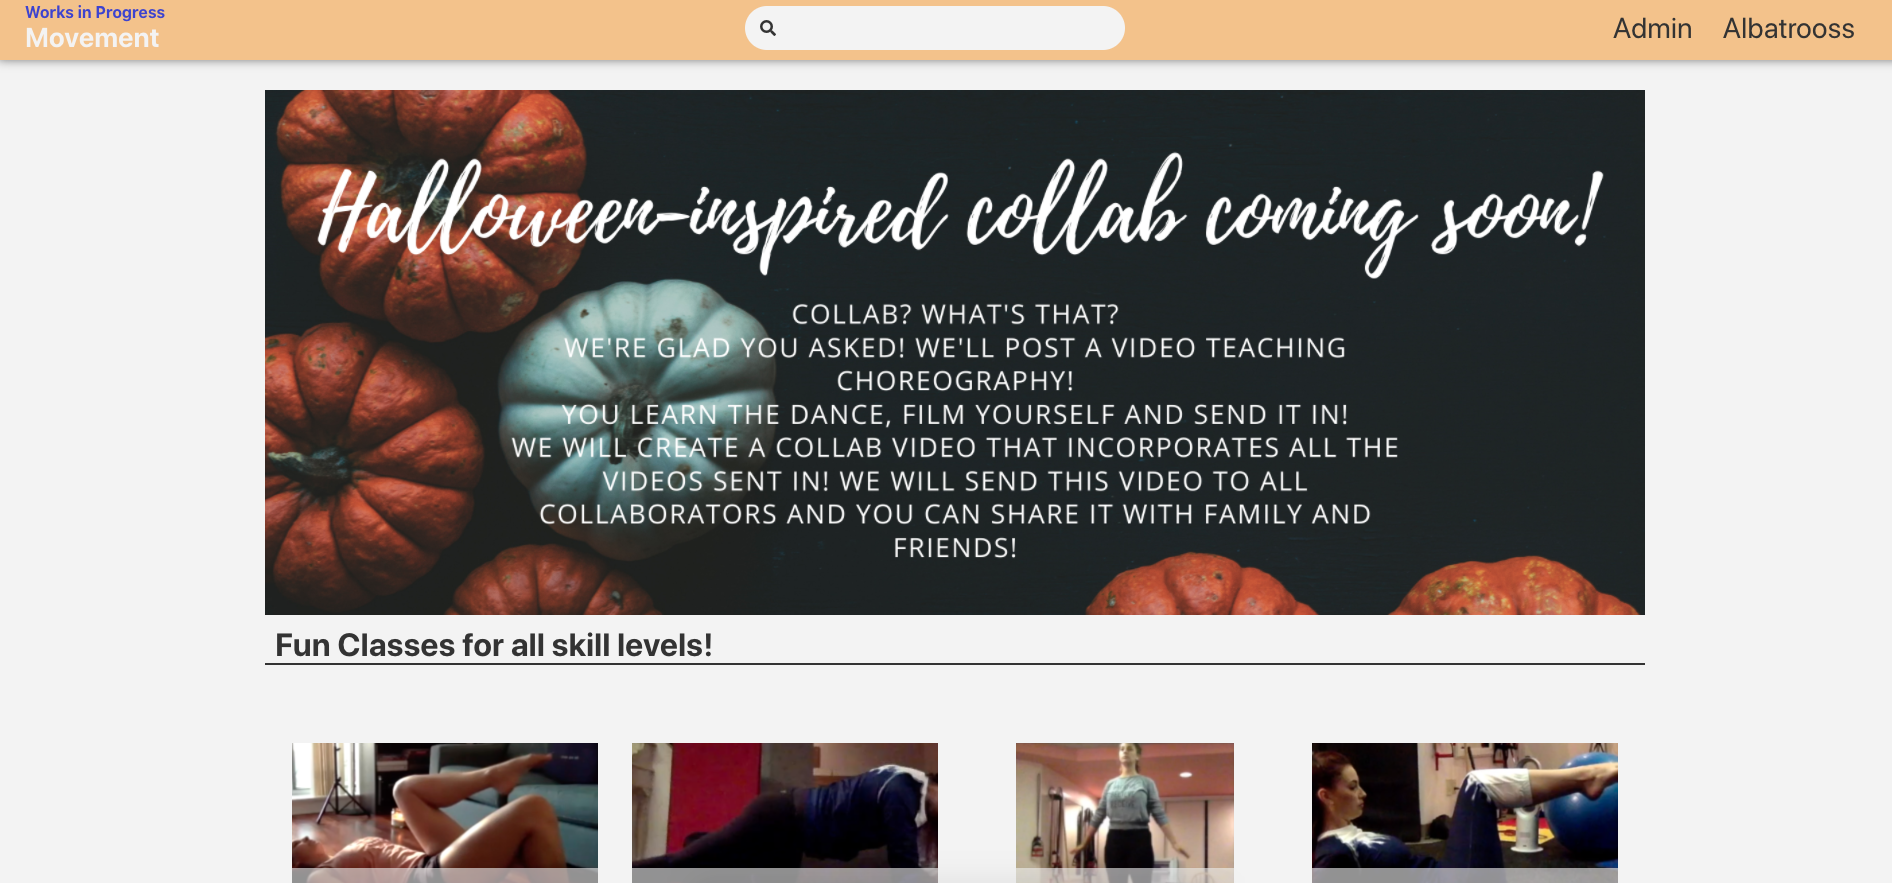 Works in Progress
Movement
Admin Albatrooss
Halloween-inspired collab coming soon!
COLLAB? WHAT'S THAT?
WE'RE GLAD YOU ASKED! WE'LL POST A VIDEO TEACHING
CHOREOGRAPHY!
YOU LEARN THE DANCE, FILM YOURSELF AND SEND IT IN!
WE WILL CREATE A COLLAB VIDEO THAT INCORPORATES ALL THE
VIDEOS SENT IN! WE WILL SEND THIS VIDEO TO ALL
COLLABORATORS AND YOU CAN SHARE IT WITH FAMILY AND
FRIENDS!
Fun Classes for all skill levels!